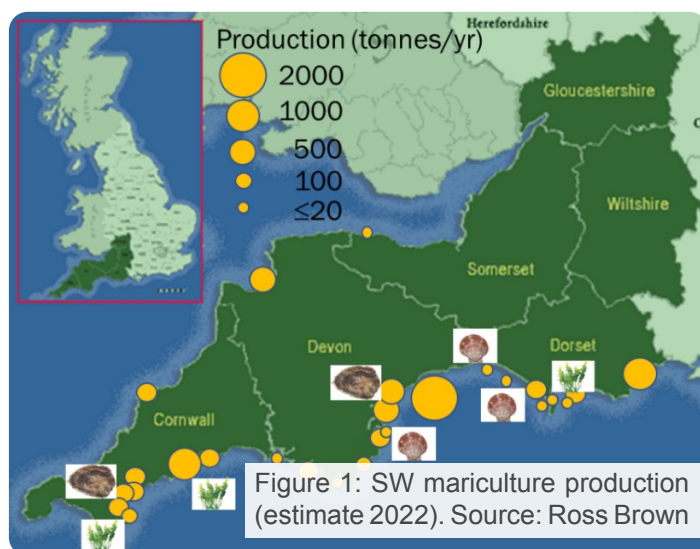 Production (tonnes/yr)
2000
1000
500
100
≤20
Herefordshire
Gloucestershire
Wiltshire
Somerset
Devon
Dorset
Cornwall
Figure 1: SW mariculture production
(estimate 2022). Source: Ross Brown